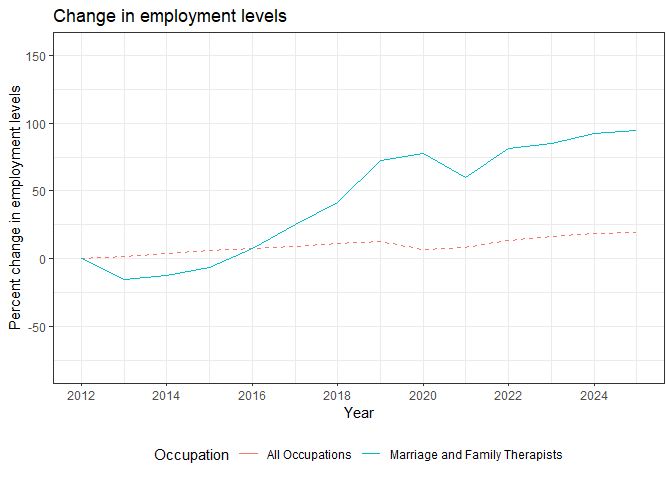 Change in employment levels
150
100
50
0
-50
Percent change in employment levels
2012 2014 2016 2018 2020 2022 2024
Year
Occupation All Occupations Marriage and Family Therapists